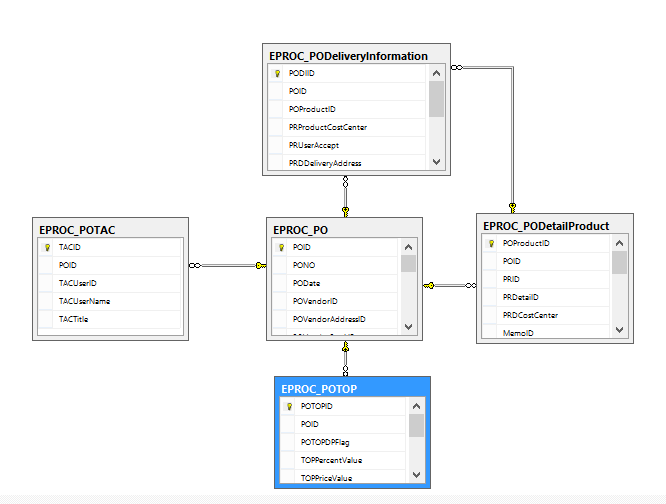 EPROC_PODeliveryInformation
PODIID
POID
POProductID
PRProductCostCenter
PRUserAccept
PRDDeliveryAddress
EPROC_POTAC
TACID
POID
TACUserID
TACUserName
TACTitle
EPROC_PO
POID
PONO
PODate
POVendorID
POVendorAddressID
EPROC_PODetailProduct
POProductID
POID
PRID
PRDetailID
PRDCostCenter
MemoID
EPROC_POTOP
POTOPID
POID
POTOPDPFlag
TOPPercentValue
TOPPriceValue